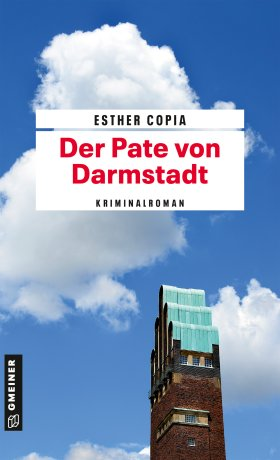 ESTHER COPIA
Der Pate von
Darmstadt
KRIMINALROMAN
GMEINER